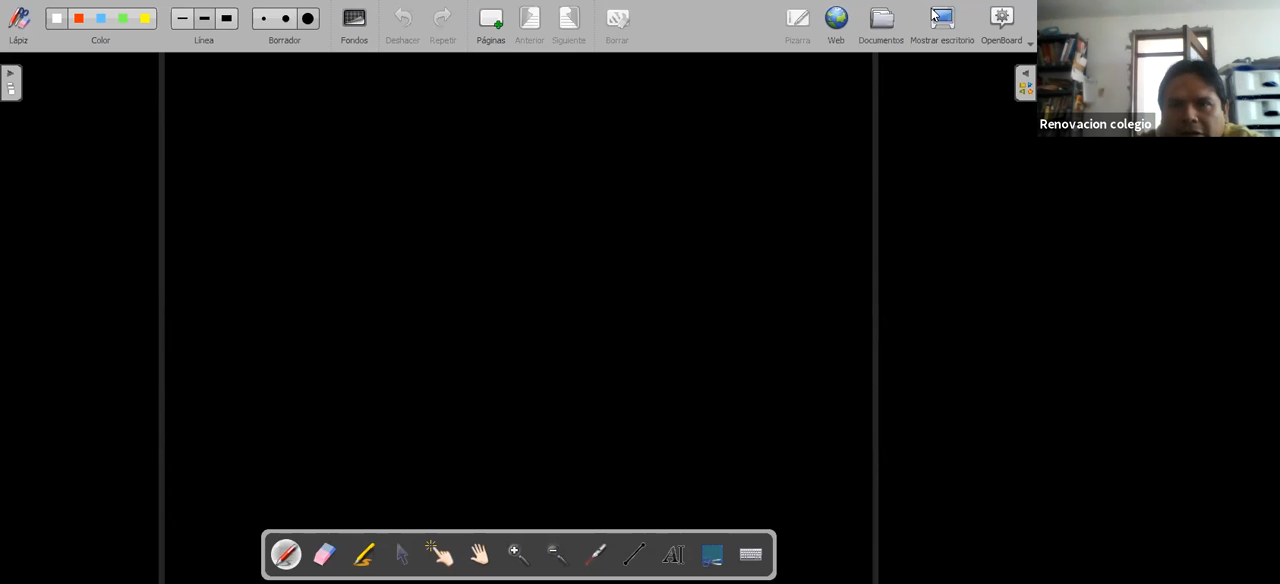 Lápiz
Color
Línea
Borrador
Fondos
Deshacer
Repetir
Páginas
Anterior
Siguiente
Borrar
Pizarra
Web
Documentos
Mostrar escritorio
OpenBoard
Renovacion colegio
AI